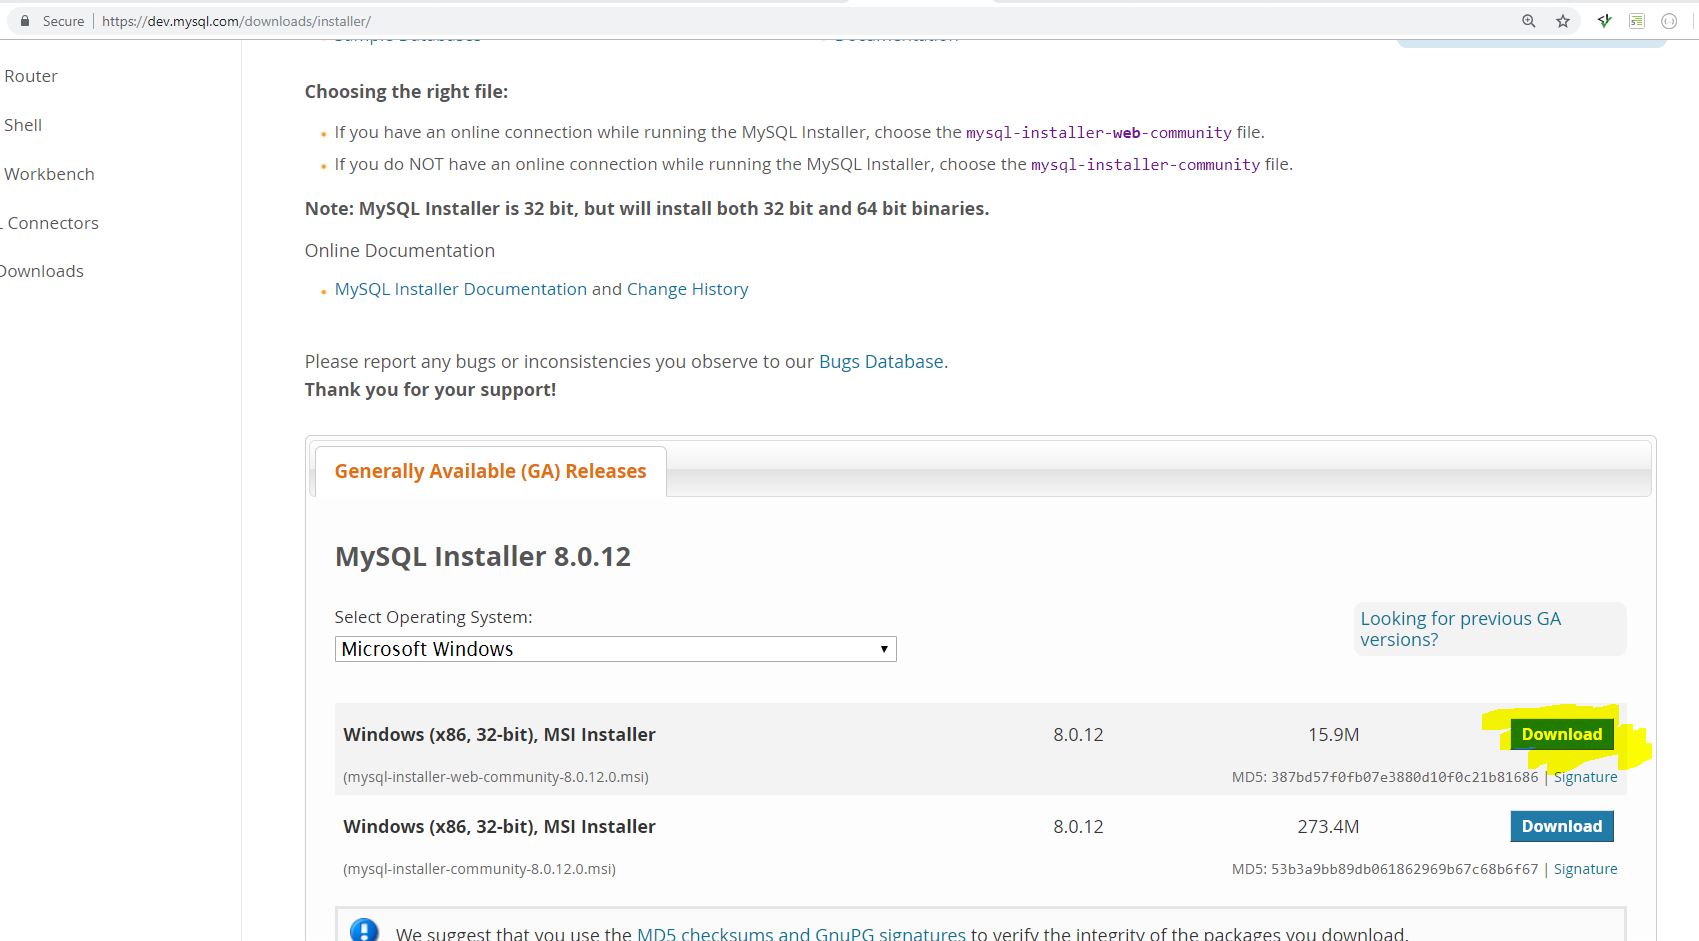 Secure | https://dev.mysql.com/downloads/installer/
Sample Databases
Documentation
Router
Shell
Workbench
Connectors
Downloads
Choosing the right file:
If you have an online connection while running the MySQL Installer, choose the mysql-installer-web-community file.
If you do NOT have an online connection while running the MySQL Installer, choose the mysql-installer-community file.
Note: MySQL Installer is 32 bit, but will install both 32 bit and 64 bit binaries.
Online Documentation
MySQL Installer Documentation and Change History
Please report any bugs or inconsistencies you observe to our Bugs Database.
Thank you for your support!
Generally Available (GA) Releases
MySQL Installer 8.0.12
Select Operating System:
Microsoft Windows
Looking for previous GA
versions?
Windows (x86, 32-bit), MSI Installer 8.0.12 15.9M Download
(mysql-installer-web-community-8.0.12.0.msi) MD5: 387bd57f0fb07e3880d10f0c21b81686 | Signature
Windows (x86, 32-bit), MSI Installer 8.0.12 273.4M Download
(mysql-installer-community-8.0.12.0.msi) MD5: 53b3a9bb89db061862969b67c68b6f67 | Signature
We suggest that you use the MD5 checksums and GnuPG signatures to verify the integrity of the packages you download.